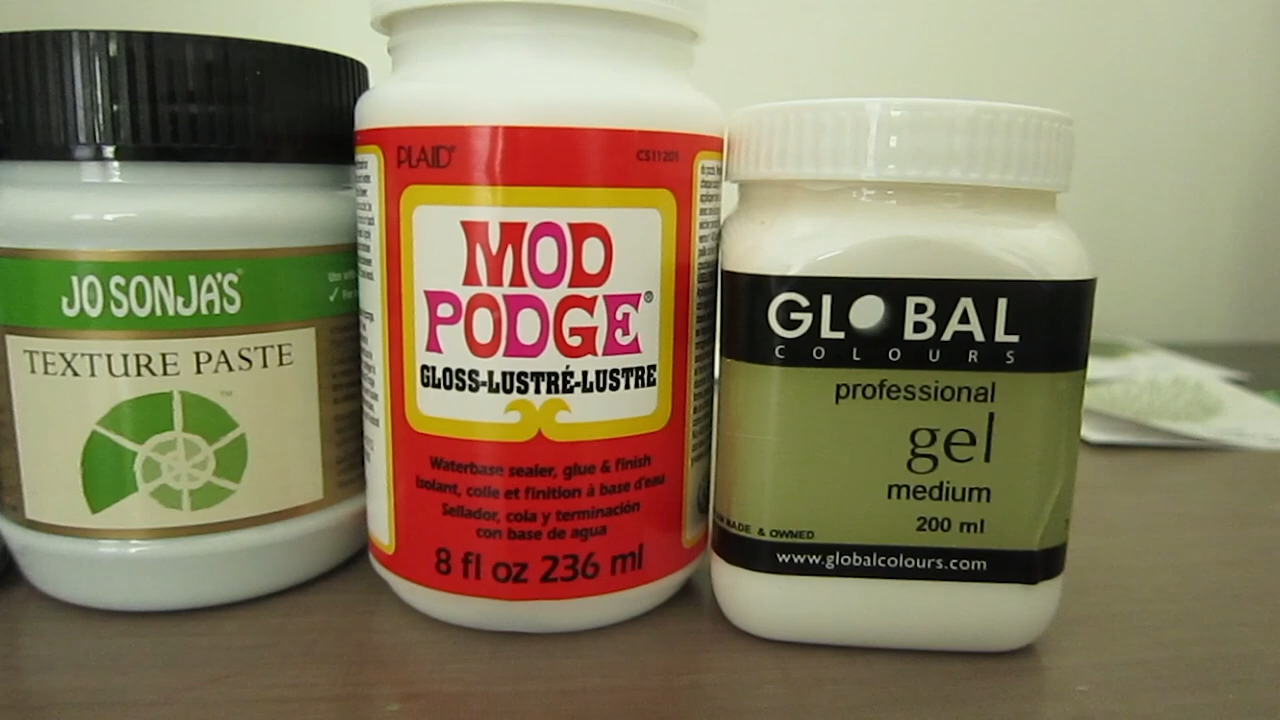 JO SONJA'S
TEXTURE PASTE
TM
PLAID®
CS11201
MOD
PODGE®
GLOSS-LUSTRÉ-LUSTRE
Waterbase sealer, glue & finish
Isolant, colle et finition à base d'eau
Sellador, cola y terminación
con base de agua
8 fl oz 236 ml
GLOBAL
COLOURS
professional
gel
medium
200 ml
MADE & OWNED
www.globalcolours.com